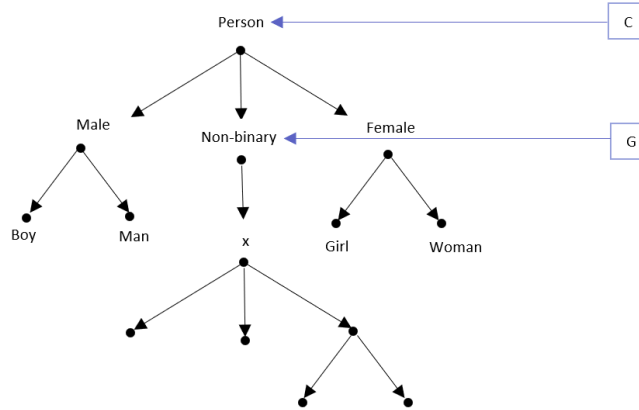 Person
C
Male
Non-binary
Female
G
Boy
Man
x
Girl
Woman